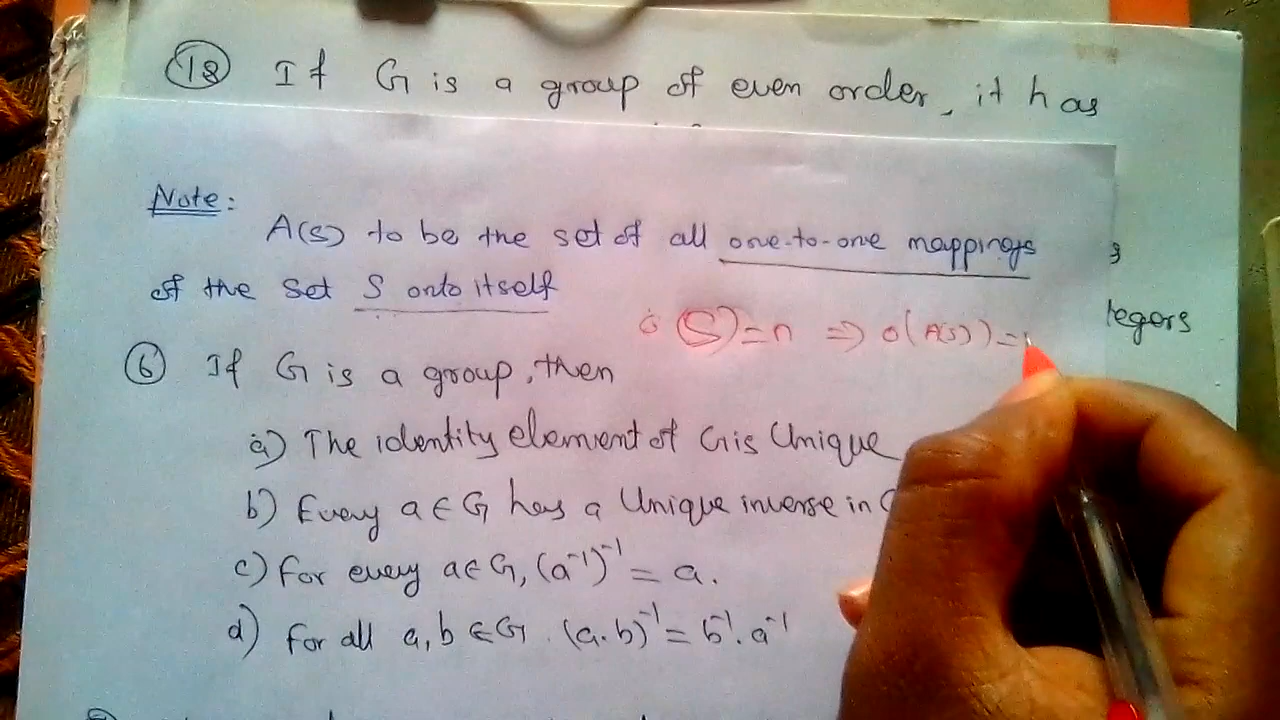 (18) If G is a group of even order, it has
Note:
A(S) to be the set of all one-to-one mappings
of the set S onto itself
tegers
o(S)=n => o(A(S))=
(6) If G is a group, then
a) The identity element of G is Unique
b) Every a ∈ G has a Unique inverse in
c) For every a ∈ G, (a⁻¹)⁻¹ = a.
d) For all a, b ∈ G . (a.b)⁻¹ = b⁻¹. a⁻¹